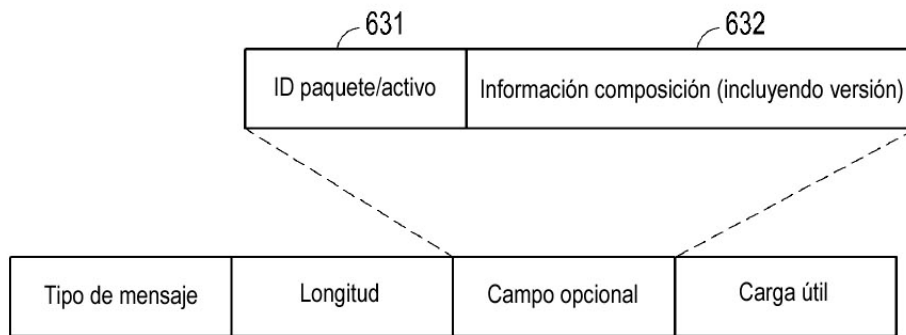 631
632
ID paquete/activo
Información composición (incluyendo versión)
Tipo de mensaje
Longitud
Campo opcional
Carga útil